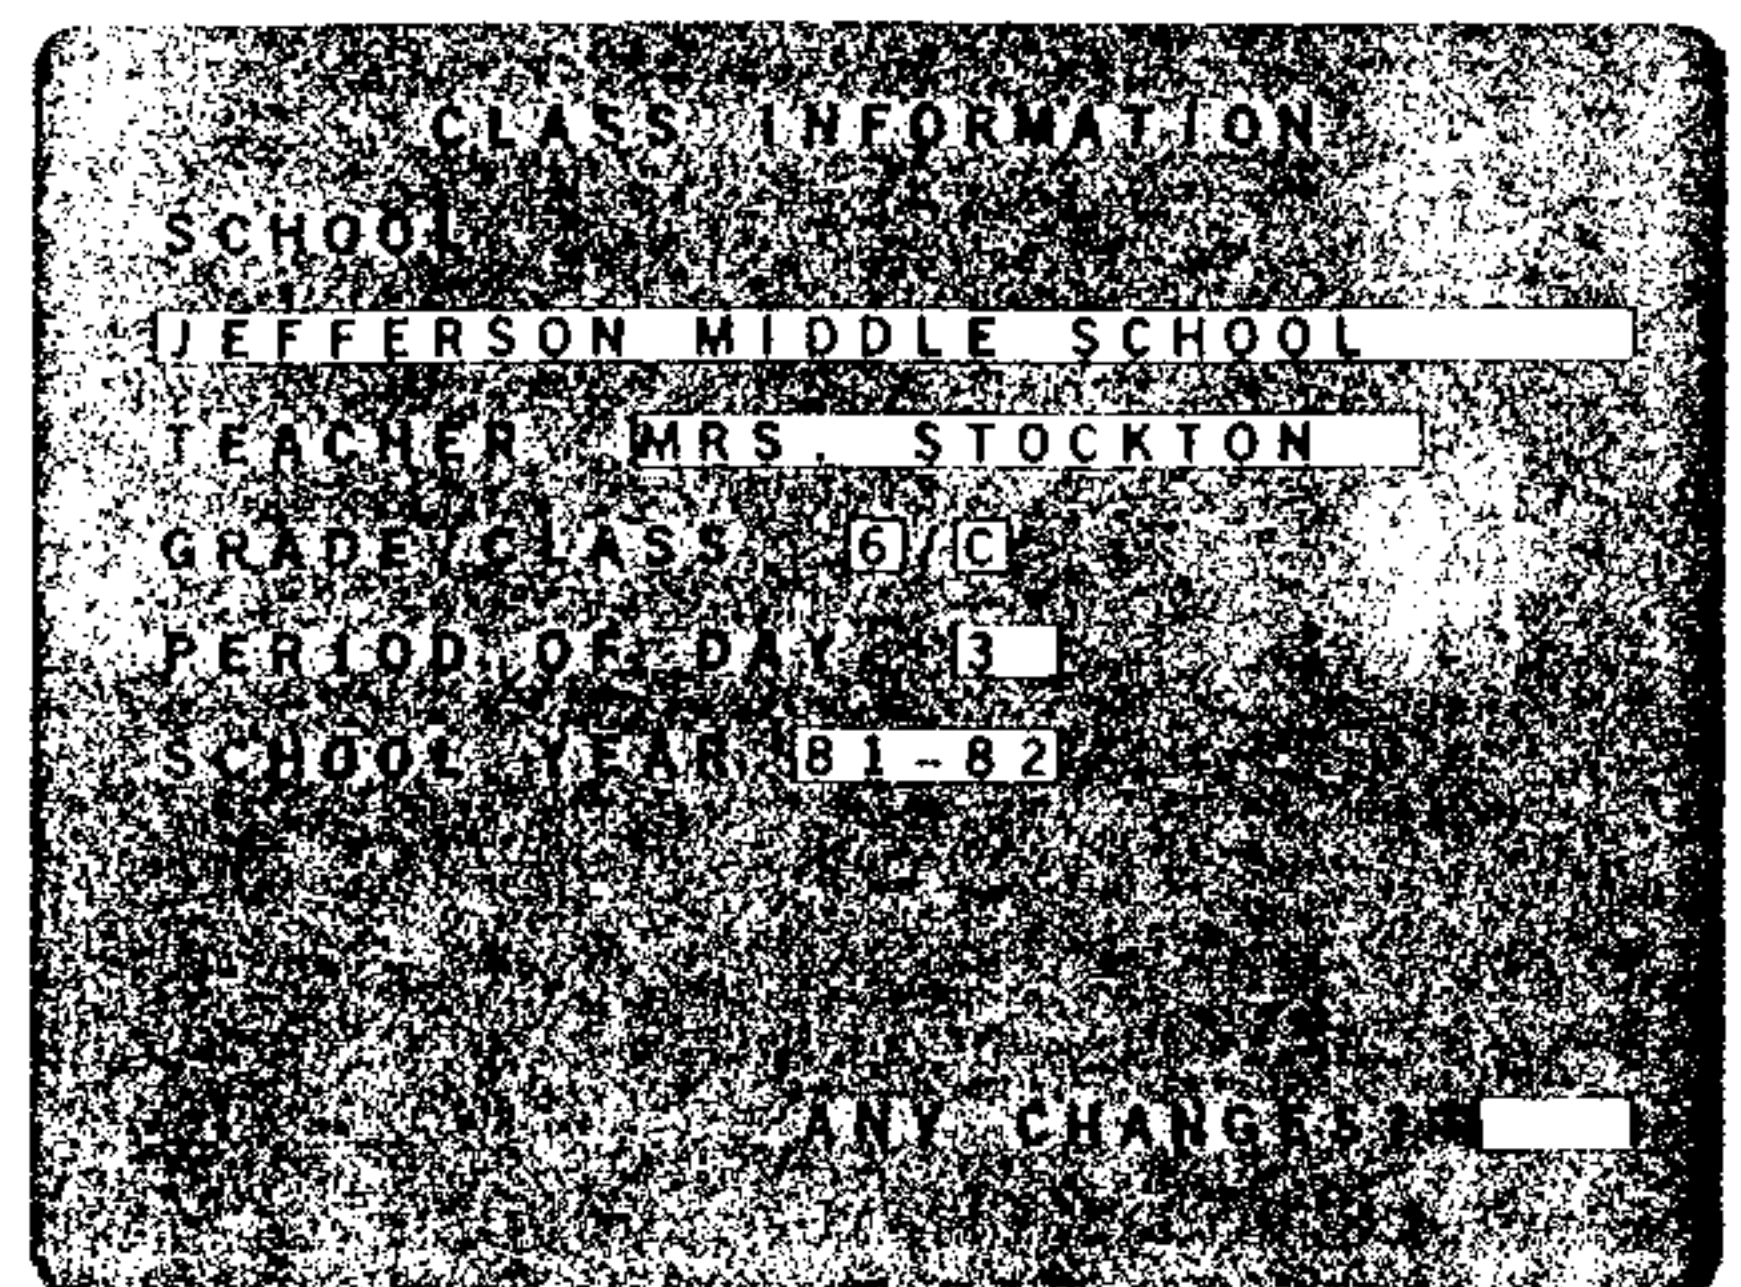 CLASS INFORMATION
SCHOOL
JEFFERSON MIDDLE SCHOOL
TEACHER MRS. STOCKTON
GRADE/CLASS 6/C
PERIOD OF DAY 3
SCHOOL YEAR 81-82
ANY CHANGES?